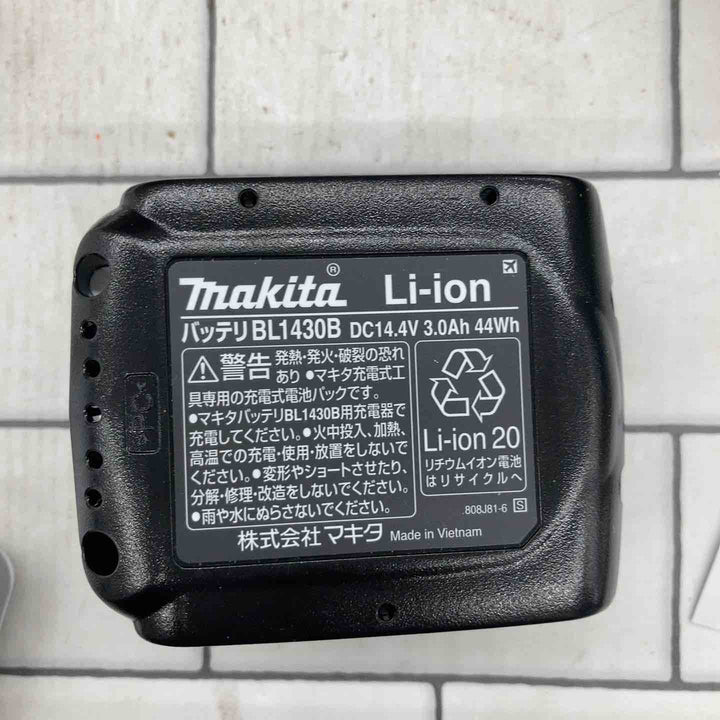 makita® Li-ion
バッテリBL1430B DC14.4V 3.0Ah 44Wh
警告 発熱・発火・破裂の恐れ
あり ●マキタ充電式工
具専用の充電式電池パックです。
●マキタバッテリBL1430B用充電器で
充電してください。●火中投入、加熱、
高温での充電・使用・放置をしないで
ください。●変形やショートさせたり、
分解・修理・改造をしないでください。
●雨や水にぬらさないでください。
Li-ion 20
リチウムイオン電池
はリサイクルへ
808J81-6 S
株式会社マキタ Made in Vietnam